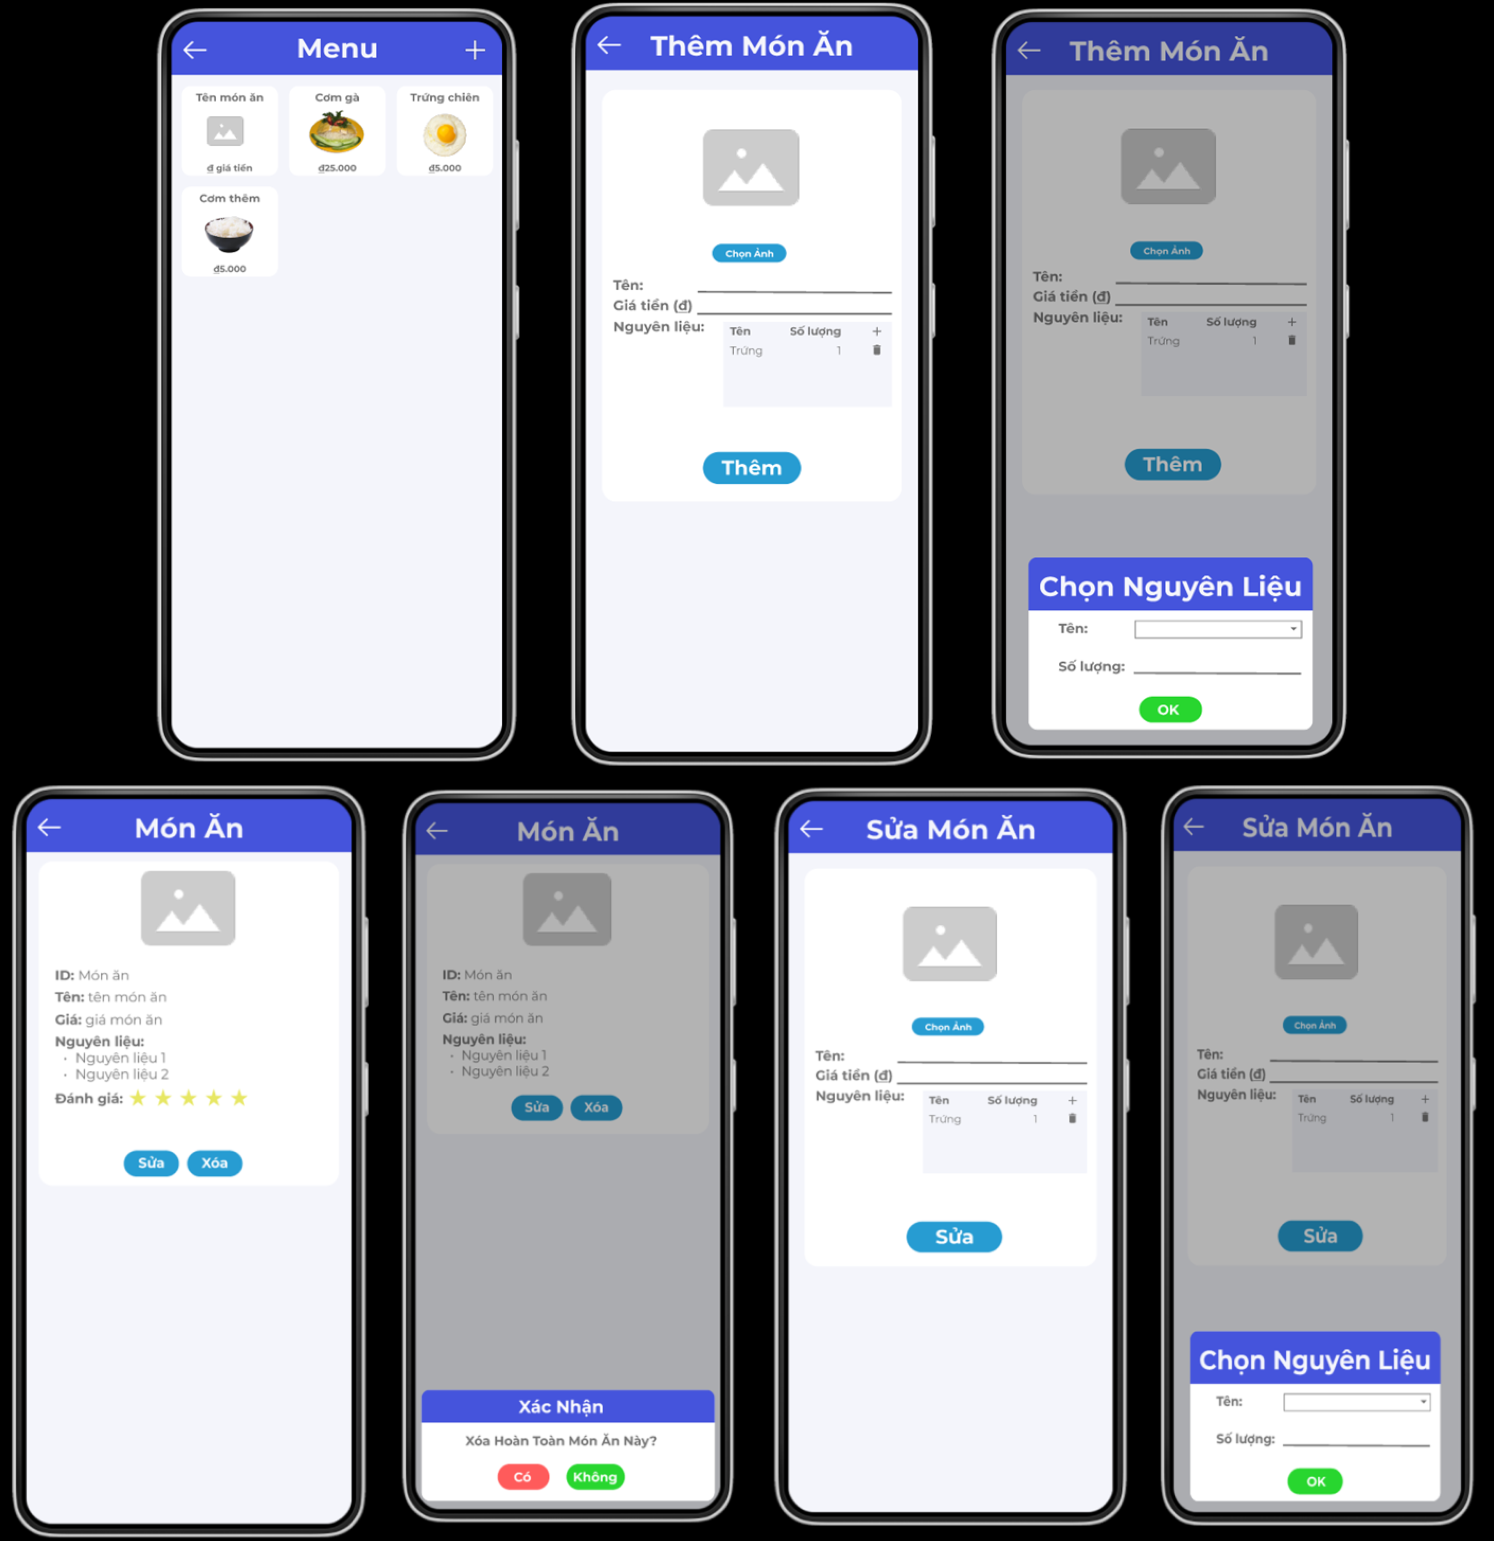 Menu
Tên món ăn
Cơm gà
Trứng chiên
đ giá tiền
đ25.000
đ5.000
Cơm thêm
đ5.000
Thêm Món Ăn
Chọn Ảnh
Tên:
Giá tiền (đ)
Nguyên liệu:
Tên Số lượng +
Trứng 1
Thêm
Thêm Món Ăn
Chọn Ảnh
Tên:
Giá tiền (đ)
Nguyên liệu:
Tên Số lượng +
Trứng 1
Thêm
Chọn Nguyên Liệu
Tên:
Số lượng:
OK
Món Ăn
ID: Món ăn
Tên: tên món ăn
Giá: giá món ăn
Nguyên liệu:
• Nguyên liệu 1
• Nguyên liệu 2
Đánh giá: ★ ★ ★ ★ ★
Sửa Xóa
Món Ăn
ID: Món ăn
Tên: tên món ăn
Giá: giá món ăn
Nguyên liệu:
• Nguyên liệu 1
• Nguyên liệu 2
Sửa Xóa
Xác Nhận
Xóa Hoàn Toàn Món Ăn Này?
Có Không
Sửa Món Ăn
Chọn Ảnh
Tên:
Giá tiền (đ)
Nguyên liệu:
Tên Số lượng +
Trứng 1
Sửa
Sửa Món Ăn
Chọn Ảnh
Tên:
Giá tiền (đ)
Nguyên liệu:
Tên Số lượng +
Trứng 1
Sửa
Chọn Nguyên Liệu
Tên:
Số lượng:
OK